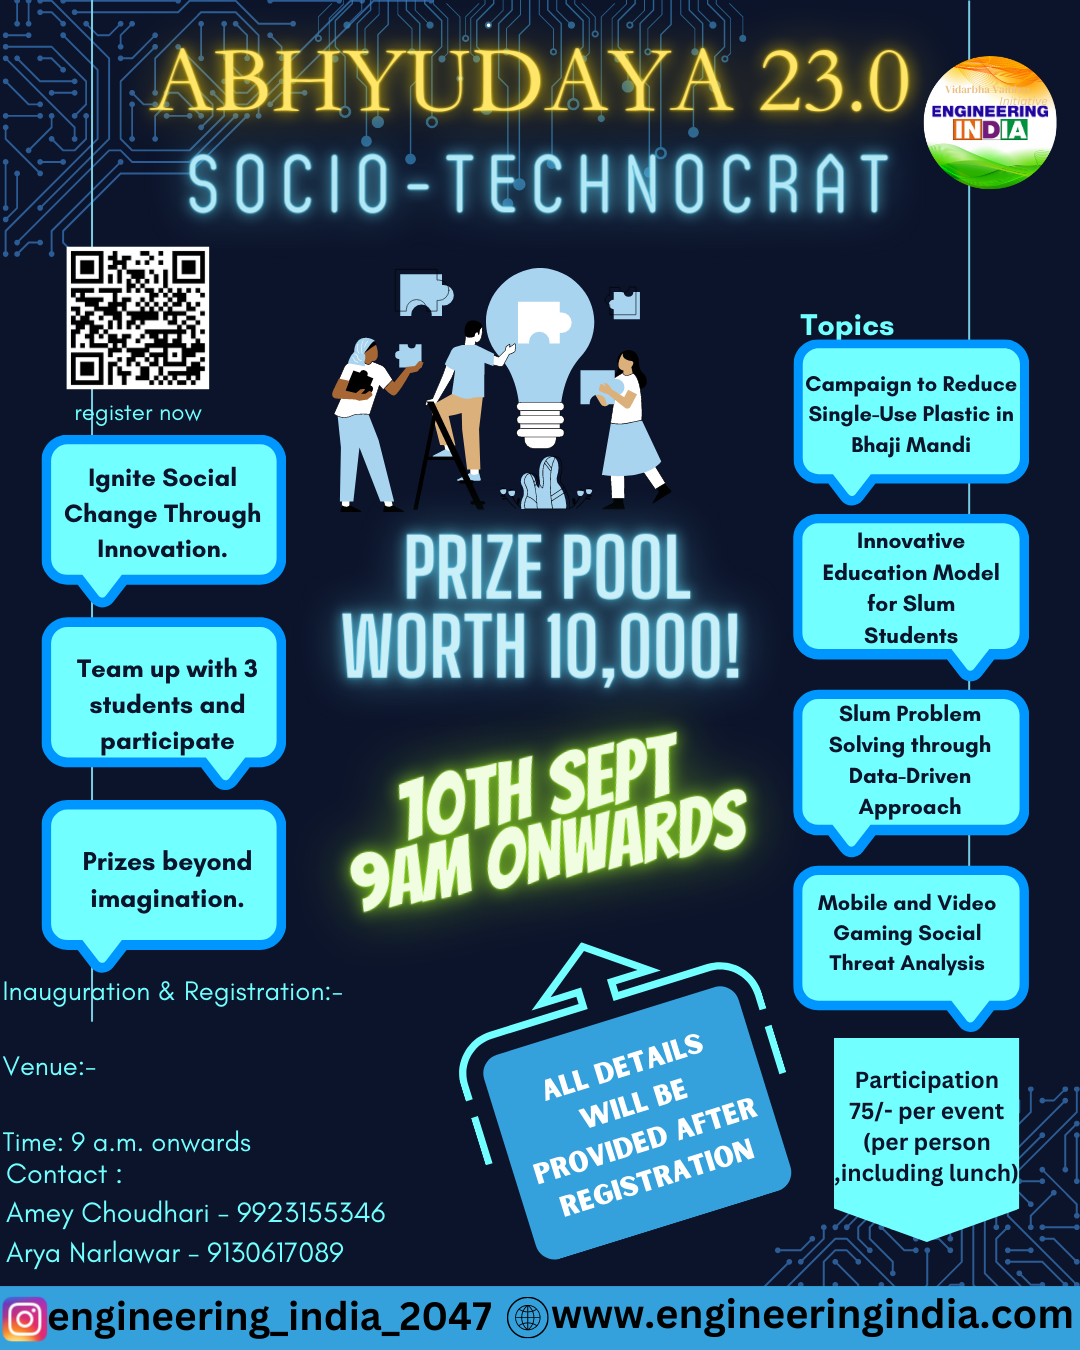 ABHYUDAYA 23.0
SOCIO-TECHNOCRAT
Vidarbha
Initiative
ENGINEERING
INDIA
register now
Ignite Social
Change Through
Innovation.
Team up with 3
students and
participate
Prizes beyond
imagination.
PRIZE POOL
WORTH 10,000!
10TH SEPT
9AM ONWARDS
Topics
Campaign to Reduce
Single-Use Plastic in
Bhaji Mandi
Innovative
Education Model
for Slum
Students
Slum Problem
Solving through
Data-Driven
Approach
Mobile and Video
Gaming Social
Threat Analysis
Inauguration & Registration:-
Venue:-
Time: 9 a.m. onwards
Contact :
Amey Choudhari - 9923155346
Arya Narlawar - 9130617089
ALL DETAILS
WILL BE
PROVIDED AFTER
REGISTRATION
Participation
75/- per event
(per person
,including lunch)
engineering_india_2047
www.engineeringindia.com